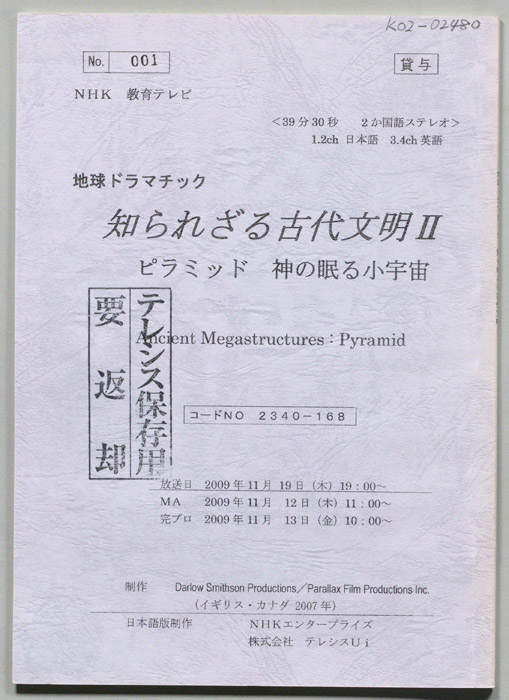 K02-02480
No. 001
貸与
NHK 教育テレビ
＜39分30秒 2か国語ステレオ＞
1.2ch 日本語 3.4ch 英語
地球ドラマチック
知られざる古代文明Ⅱ
ピラミッド 神の眠る小宇宙
テレシス保存用
要返却
Ancient Megastructures：Pyramid
コードNO 2340-168
放送日 2009年11月 19日（木）19：00～
MA 2009年11月 12日（木）11：00～
完プロ 2009年11月 13日（金）10：00～
制作 Darlow Smithson Productions／Parallax Film Productions Inc.
（イギリス・カナダ 2007年）
日本語版制作 NHKエンタープライズ
株式会社 テレシスUi